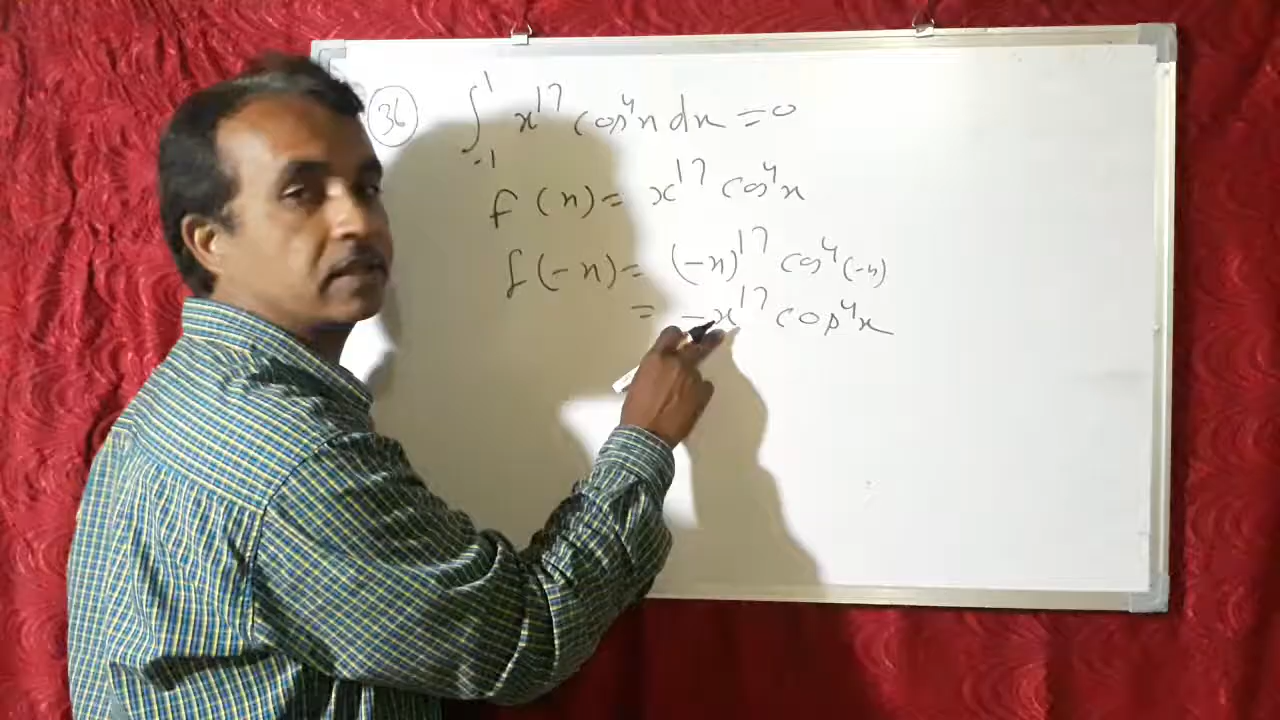 36 ∫₋₁¹ x¹⁷ cos⁴x dx = 0
f(x) = x¹⁷ cos⁴x
f(-x) = (-x)¹⁷ cos⁴(-x)
= -x¹⁷ cos⁴x